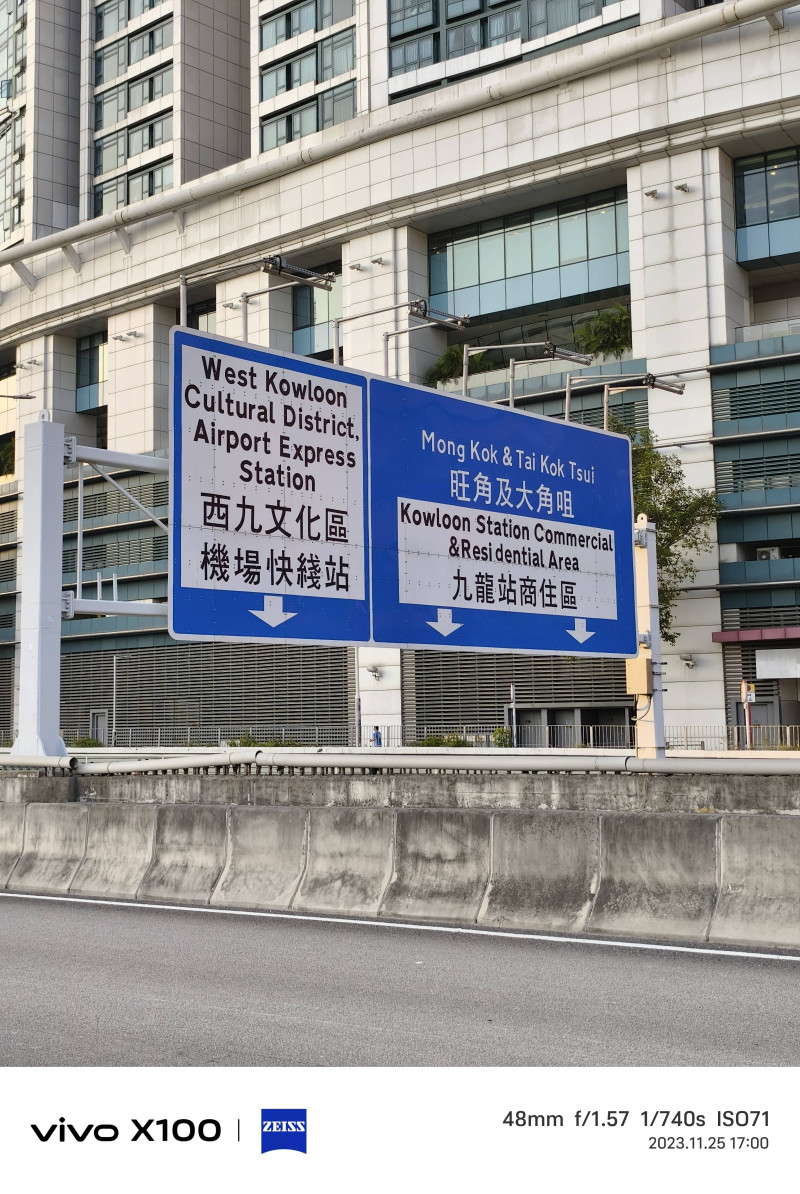 West Kowloon
Cultural District,
Airport Express
Station
西九文化區
機場快綫站
Mong Kok & Tai Kok Tsui
旺角及大角咀
Kowloon Station Commercial
&Residential Area
九龍站商住區
vivo X100
ZEISS
48mm f/1.57 1/740s ISO71
2023.11.25 17:00